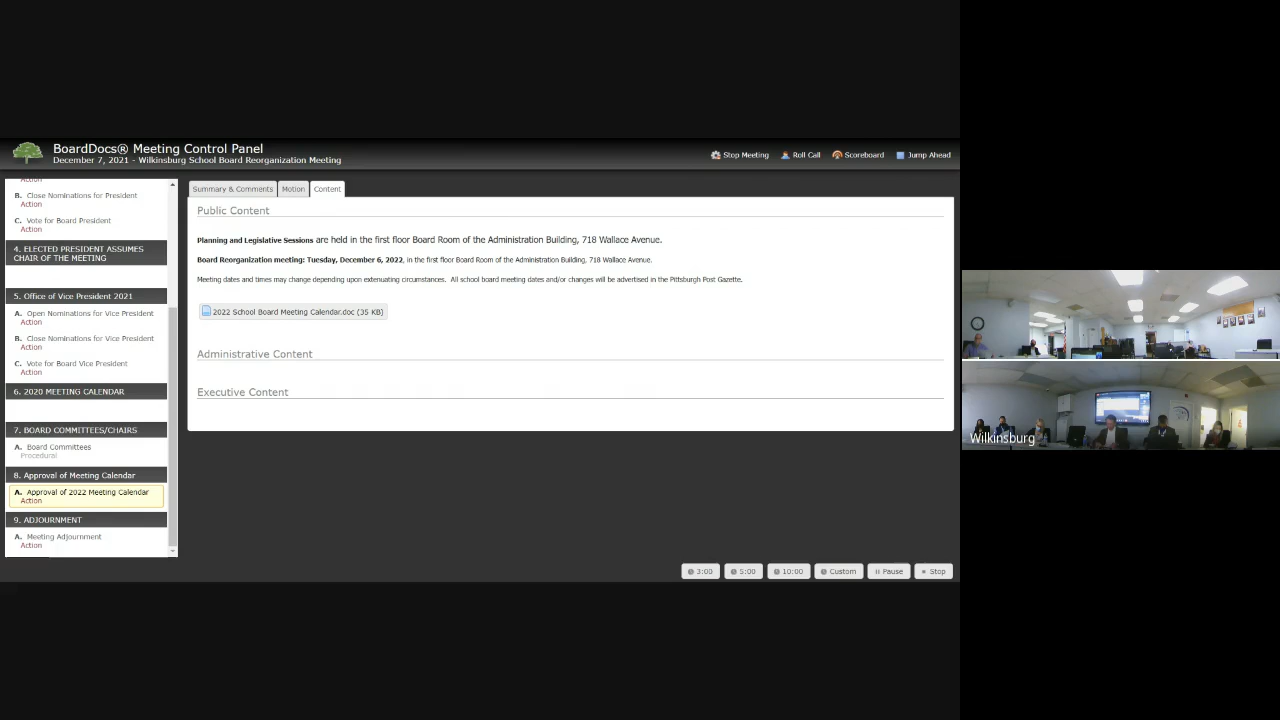 BoardDocs® Meeting Control Panel
December 7, 2021 - Wilkinsburg School Board Reorganization Meeting
Stop Meeting
Roll Call
Scoreboard
Jump Ahead
Action
B. Close Nominations for President
Action
C. Vote for Board President
Action
4. ELECTED PRESIDENT ASSUMES
CHAIR OF THE MEETING
5. Office of Vice President 2021
A. Open Nominations for Vice President
Action
B. Close Nominations for Vice President
Action
C. Vote for Board Vice President
Action
6. 2020 MEETING CALENDAR
7. BOARD COMMITTEES/CHAIRS
A. Board Committees
Procedural
8. Approval of Meeting Calendar
A. Approval of 2022 Meeting Calendar
Action
9. ADJOURNMENT
A. Meeting Adjournment
Action
Summary & Comments
Motion
Content
Public Content
Planning and Legislative Sessions are held in the first floor Board Room of the Administration Building, 718 Wallace Avenue.
Board Reorganization meeting: Tuesday, December 6, 2022, in the first floor Board Room of the Administration Building, 718 Wallace Avenue.
Meeting dates and times may change depending upon extenuating circumstances. All school board meeting dates and/or changes will be advertised in the Pittsburgh Post Gazette.
2022 School Board Meeting Calendar.doc (35 KB)
Administrative Content
Executive Content
3:00
5:00
10:00
Custom
Pause
Stop
Wilkinsburg